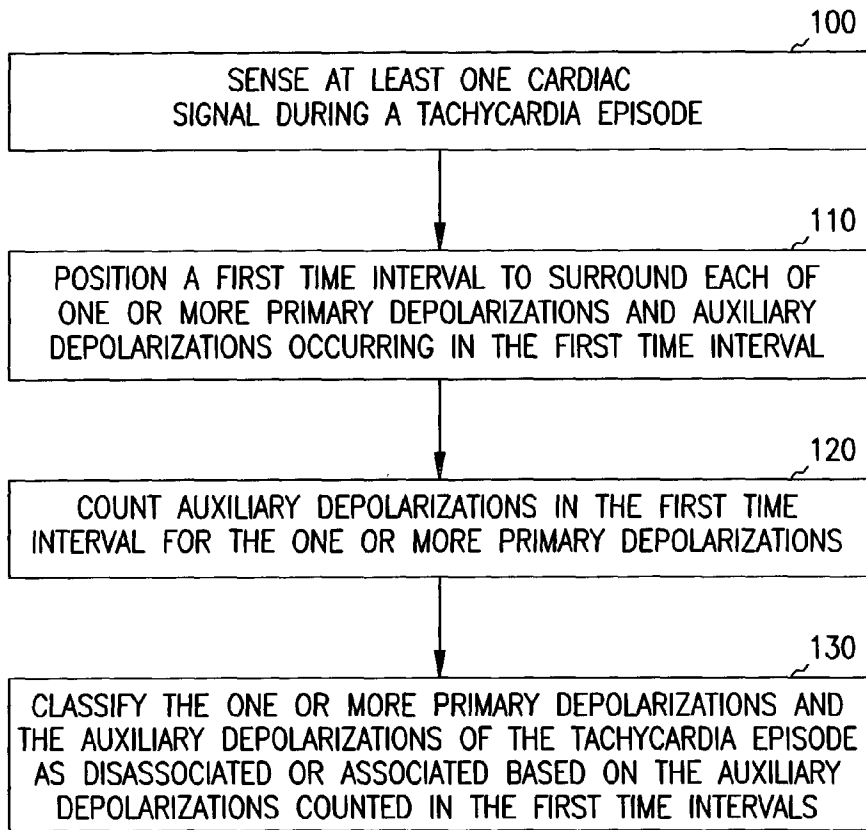 100
SENSE AT LEAST ONE CARDIAC
SIGNAL DURING A TACHYCARDIA EPISODE
110
POSITION A FIRST TIME INTERVAL TO SURROUND EACH OF
ONE OR MORE PRIMARY DEPOLARIZATIONS AND AUXILIARY
DEPOLARIZATIONS OCCURRING IN THE FIRST TIME INTERVAL
120
COUNT AUXILIARY DEPOLARIZATIONS IN THE FIRST TIME
INTERVAL FOR THE ONE OR MORE PRIMARY DEPOLARIZATIONS
130
CLASSIFY THE ONE OR MORE PRIMARY DEPOLARIZATIONS AND
THE AUXILIARY DEPOLARIZATIONS OF THE TACHYCARDIA EPISODE
AS DISASSOCIATED OR ASSOCIATED BASED ON THE AUXILIARY
DEPOLARIZATIONS COUNTED IN THE FIRST TIME INTERVALS